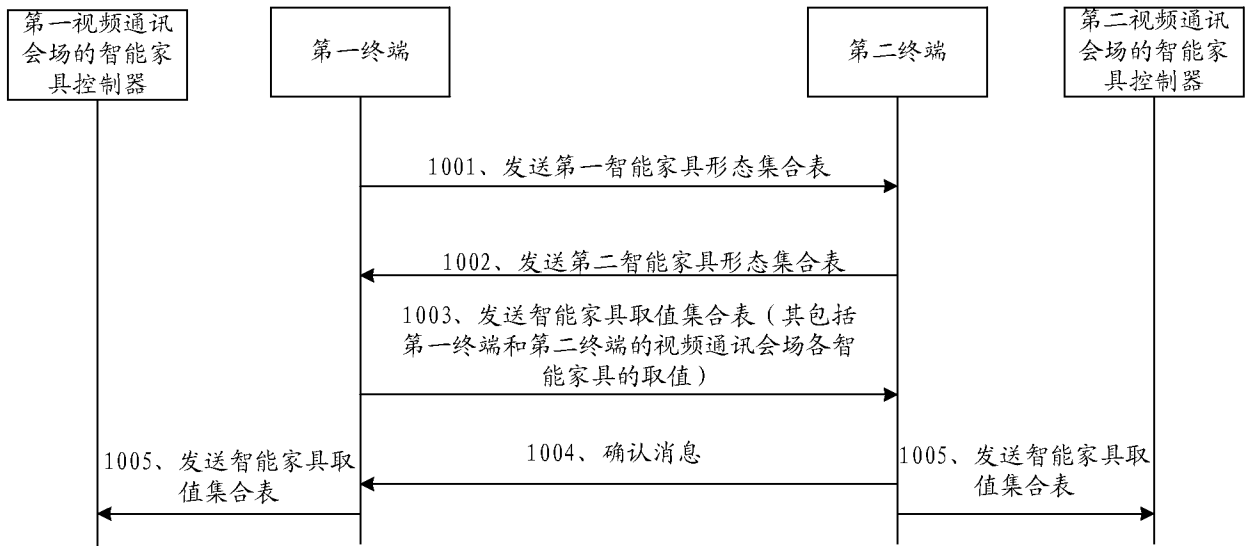 第一视频通讯
会场的智能家
具控制器
第一终端
第二终端
第二视频通讯
会场的智能家
具控制器
1001、发送第一智能家具形态集合表
1002、发送第二智能家具形态集合表
1003、发送智能家具取值集合表（其包括
第一终端和第二终端的视频通讯会场各智
能家具的取值）
1004、确认消息
1005、发送智能家具取
值集合表
1005、发送智能家具取
值集合表